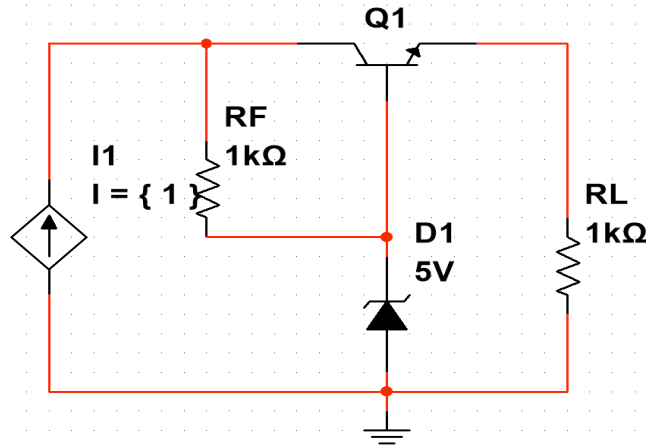 Q1
RF
1kΩ
I1
I = { 1 }
RL
1kΩ
D1
5V